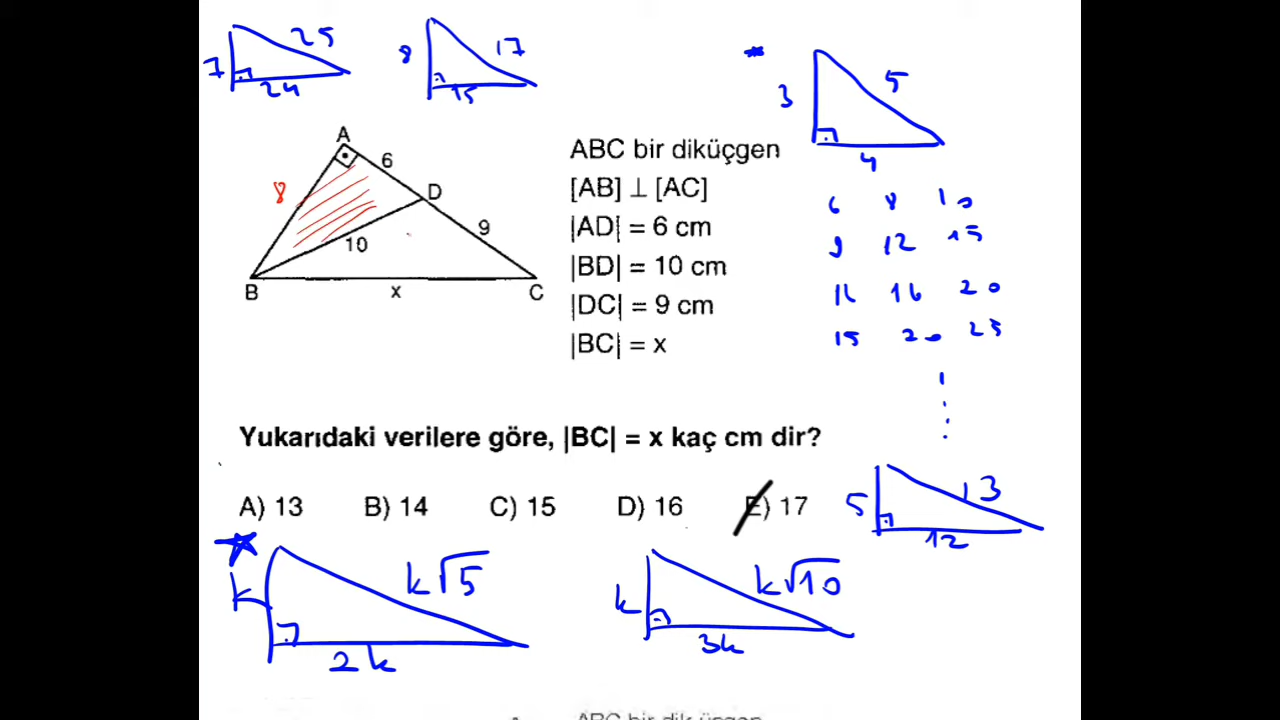 7
25
24
8
17
15
3
5
4
6 8 10
9 12 15
16 20
15 20 25
A
8
6
D
10
9
B
x
C
ABC bir diküçgen
[AB] ⊥ [AC]
|AD| = 6 cm
|BD| = 10 cm
|DC| = 9 cm
|BC| = x
Yukarıdaki verilere göre, |BC| = x kaç cm dir?
A) 13 B) 14 C) 15 D) 16 E) 17
5
13
12
k
k√5
2k
k
k√10
3k